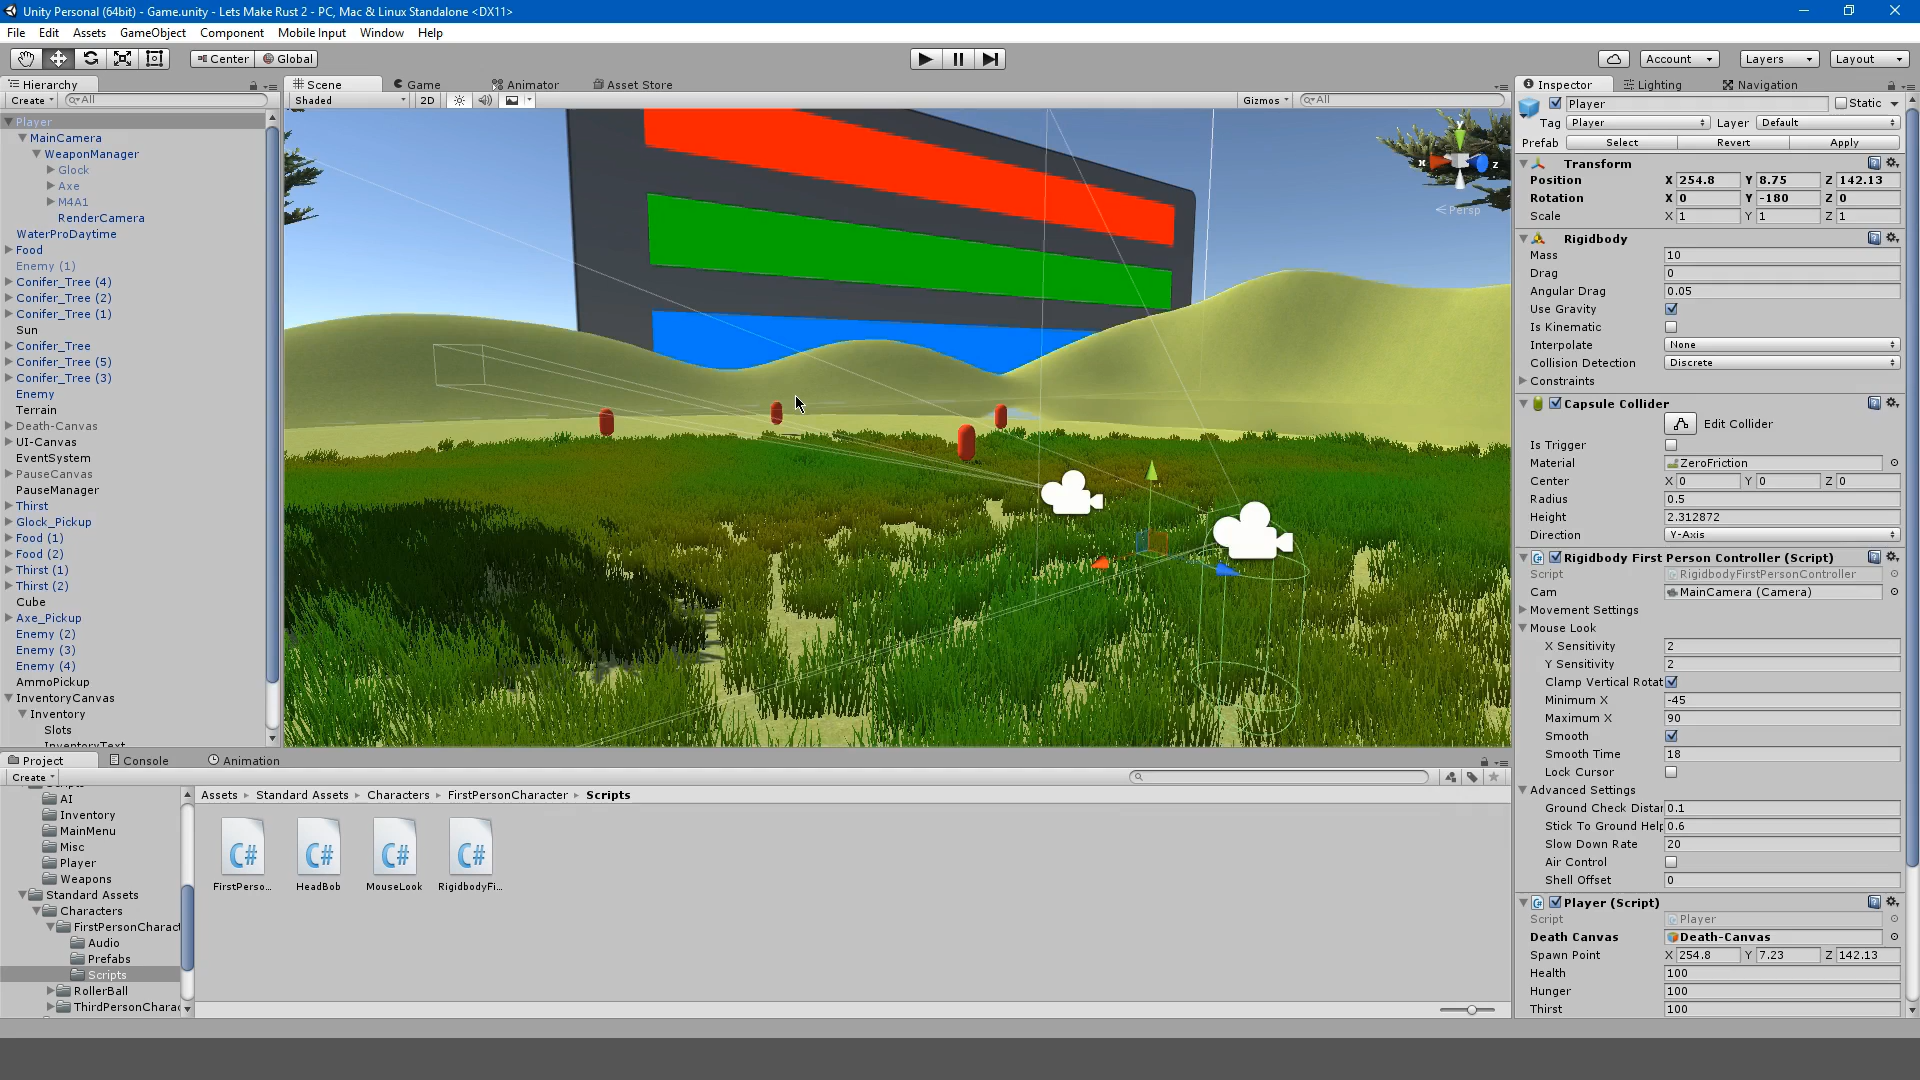 Unity Personal (64bit) - Game.unity - Lets Make Rust 2 - PC, Mac & Linux Standalone <DX11>
File Edit Assets GameObject Component Mobile Input Window Help
Center Global Account Layers Layout
Hierarchy
Create All
Player
MainCamera
WeaponManager
Glock
Axe
M4A1
RenderCamera
WaterProDaytime
Food
Enemy (1)
Conifer_Tree (4)
Conifer_Tree (2)
Conifer_Tree (1)
Sun
Conifer_Tree
Conifer_Tree (5)
Conifer_Tree (3)
Enemy
Terrain
Death-Canvas
UI-Canvas
EventSystem
PauseCanvas
PauseManager
Thirst
Glock_Pickup
Food (1)
Food (2)
Thirst (1)
Thirst (2)
Cube
Axe_Pickup
Enemy (2)
Enemy (3)
Enemy (4)
AmmoPickup
InventoryCanvas
Inventory
Slots
InventoryText
Scene Game Animator Asset Store
Shaded 2D Gizmos All
x z
Persp
Project Console Animation
Create
Scripts
AI
Inventory
MainMenu
Misc
Player
Weapons
Standard Assets
Characters
FirstPersonCharact
Audio
Prefabs
Scripts
RollerBall
ThirdPersonCharac
Assets Standard Assets Characters FirstPersonCharacter Scripts
C# C# C# C#
FirstPerso... HeadBob MouseLook RigidbodyFi...
Inspector Lighting Navigation
Player Static
Tag Player Layer Default
Prefab Select Revert Apply
Transform
Position X 254.8 Y 8.75 Z 142.13
Rotation X 0 Y -180 Z 0
Scale X 1 Y 1 Z 1
Rigidbody
Mass 10
Drag 0
Angular Drag 0.05
Use Gravity
Is Kinematic
Interpolate None
Collision Detection Discrete
Constraints
Capsule Collider
Edit Collider
Is Trigger
Material ZeroFriction
Center X 0 Y 0 Z 0
Radius 0.5
Height 2.312872
Direction Y-Axis
Rigidbody First Person Controller (Script)
Script RigidbodyFirstPersonController
Cam MainCamera (Camera)
Movement Settings
Mouse Look
X Sensitivity 2
Y Sensitivity 2
Clamp Vertical Rotat
Minimum X -45
Maximum X 90
Smooth
Smooth Time 18
Lock Cursor
Advanced Settings
Ground Check Distar 0.1
Stick To Ground Help 0.6
Slow Down Rate 20
Air Control
Shell Offset 0
Player (Script)
Script Player
Death Canvas Death-Canvas
Spawn Point X 254.8 Y 7.23 Z 142.13
Health 100
Hunger 100
Thirst 100